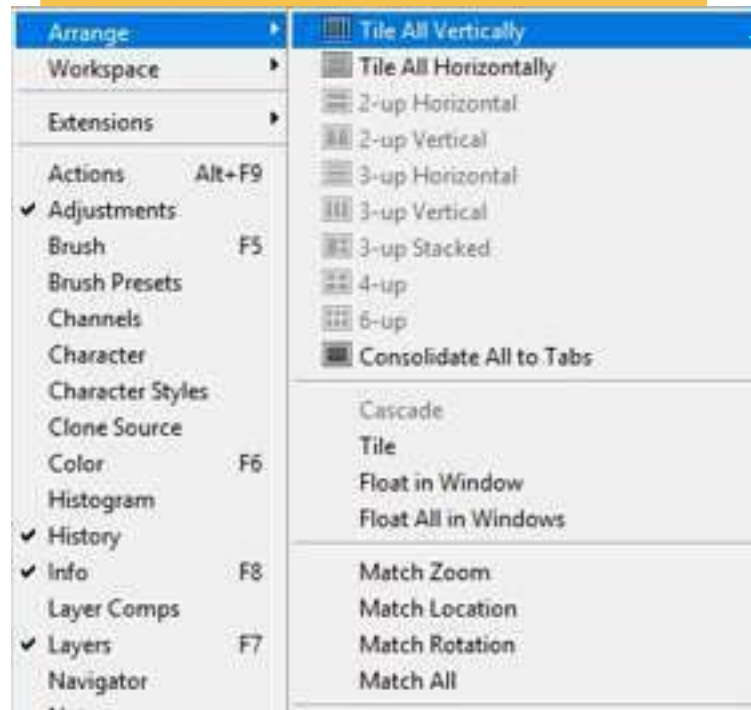 Arrange
Workspace
Extensions
Actions Alt+F9
Adjustments
Brush F5
Brush Presets
Channels
Character
Character Styles
Clone Source
Color F6
Histogram
History
Info F8
Layer Comps
Layers F7
Navigator
Tile All Vertically
Tile All Horizontally
2-up Horizontal
2-up Vertical
3-up Horizontal
3-up Vertical
3-up Stacked
4-up
6-up
Consolidate All to Tabs
Cascade
Tile
Float in Window
Float All in Windows
Match Zoom
Match Location
Match Rotation
Match All